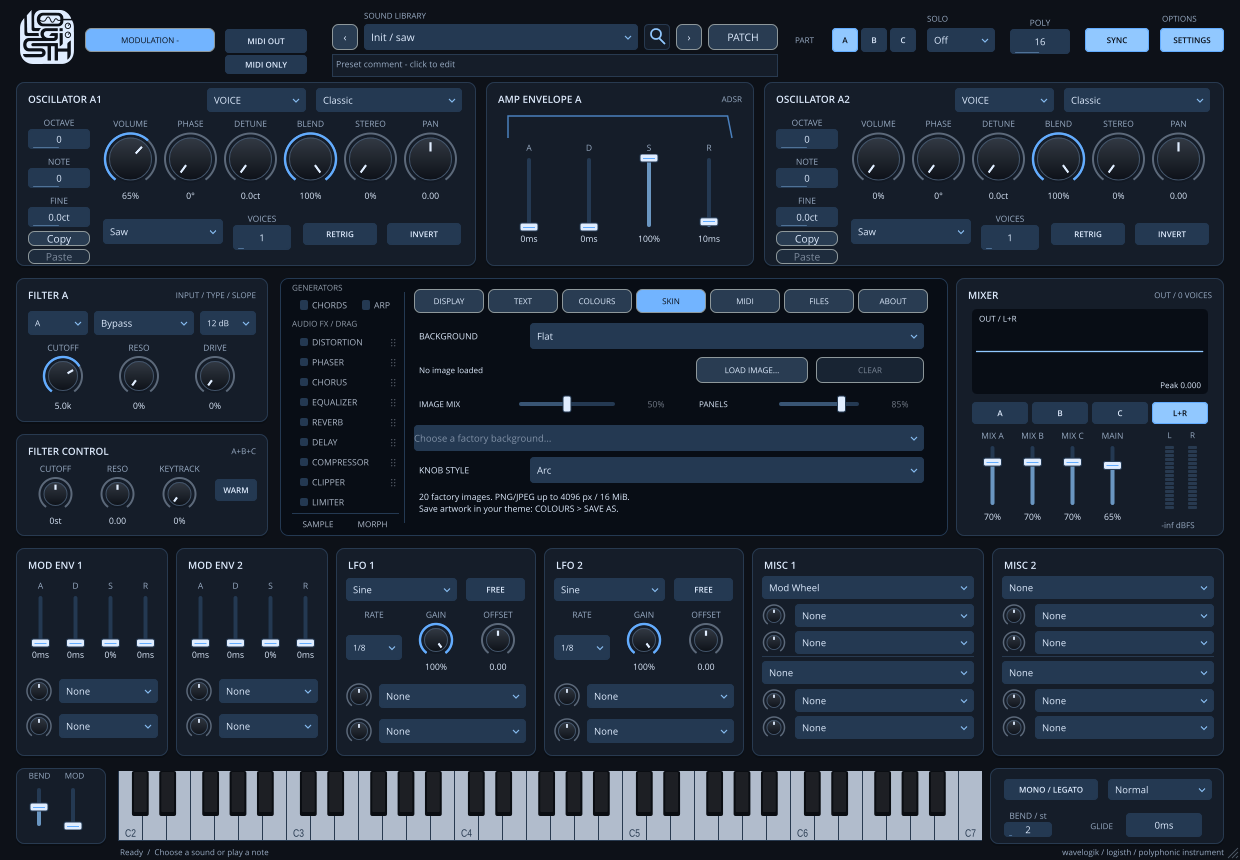 LOGISTH
MODULATION -
MIDI OUT
MIDI ONLY
SOUND LIBRARY
‹
Init / saw
›
PATCH
Preset comment - click to edit
PART
A
B
C
SOLO
Off
POLY
16
SYNC
OPTIONS
SETTINGS
OSCILLATOR A1
VOICE
Classic
OCTAVE
0
NOTE
0
FINE
0.0ct
Copy
Paste
VOLUME PHASE DETUNE BLEND STEREO PAN
65% 0° 0.0ct 100% 0% 0.00
Saw
VOICES
1
RETRIG
INVERT
AMP ENVELOPE A
ADSR
A D S R
0ms 0ms 100% 10ms
OSCILLATOR A2
VOICE
Classic
OCTAVE
0
NOTE
0
FINE
0.0ct
Copy
Paste
VOLUME PHASE DETUNE BLEND STEREO PAN
0% 0° 0.0ct 100% 0% 0.00
Saw
VOICES
1
RETRIG
INVERT
FILTER A
INPUT / TYPE / SLOPE
A
Bypass
12 dB
CUTOFF RESO DRIVE
5.0k 0% 0%
FILTER CONTROL
A+B+C
CUTOFF RESO KEYTRACK
WARM
0st 0.00 0%
GENERATORS
CHORDS ARP
AUDIO FX / DRAG
DISTORTION
PHASER
CHORUS
EQUALIZER
REVERB
DELAY
COMPRESSOR
CLIPPER
LIMITER
SAMPLE MORPH
DISPLAY TEXT COLOURS SKIN MIDI FILES ABOUT
BACKGROUND
Flat
No image loaded
LOAD IMAGE...
CLEAR
IMAGE MIX
50%
PANELS
85%
Choose a factory background...
KNOB STYLE
Arc
20 factory images. PNG/JPEG up to 4096 px / 16 MiB.
Save artwork in your theme: COLOURS > SAVE AS.
MIXER
OUT / 0 VOICES
OUT / L+R
Peak 0.000
A B C L+R
MIX A MIX B MIX C MAIN L R
70% 70% 70% 65%
-inf dBFS
MOD ENV 1
A D S R
0ms 0ms 0% 0ms
None
None
MOD ENV 2
A D S R
0ms 0ms 0% 0ms
None
None
LFO 1
Sine
FREE
RATE GAIN OFFSET
1/8
100% 0.00
None
None
LFO 2
Sine
FREE
RATE GAIN OFFSET
1/8
100% 0.00
None
None
MISC 1
Mod Wheel
None
None
None
None
None
MISC 2
None
None
None
None
None
None
BEND MOD
C2 C3 C4 C5 C6 C7
MONO / LEGATO
Normal
BEND / st
2
GLIDE
0ms
Ready / Choose a sound or play a note
wavelogik / logisth / polyphonic instrument